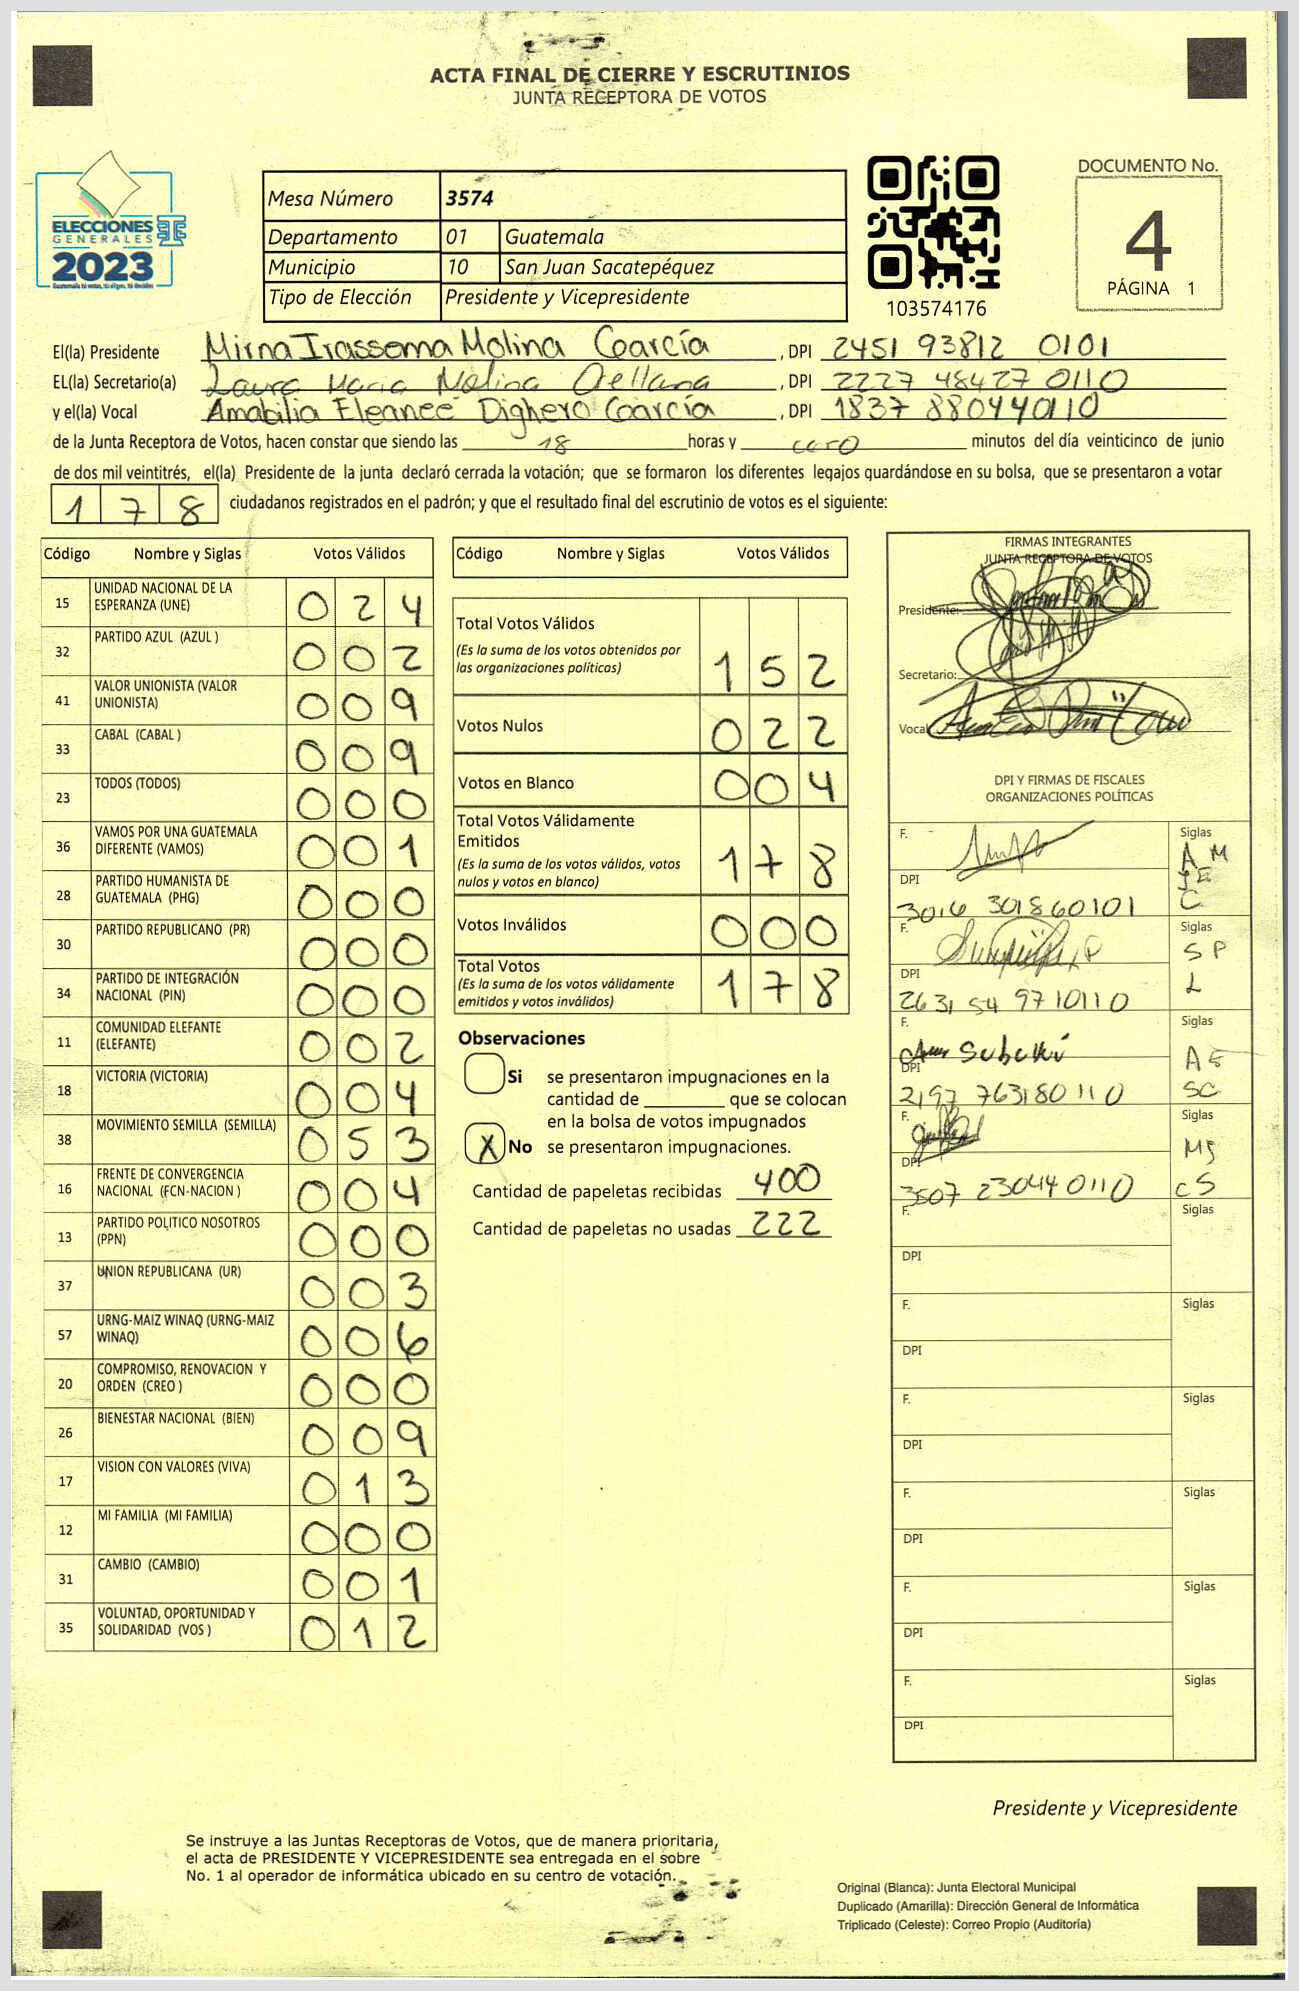 ACTA FINAL DE CIERRE Y ESCRUTINIOS
JUNTA RECEPTORA DE VOTOS
ELECCIONES
GENERALES
2023
Guatemala tú votas, tú eliges, tú decides
Mesa Número 3574
Departamento 01 Guatemala
Municipio 10 San Juan Sacatepéquez
Tipo de Elección Presidente y Vicepresidente
103574176
DOCUMENTO No.
4
PÁGINA 1
El(la) Presidente Mirna Irassema Molina García , DPI 2451 93812 0101
EL(la) Secretario(a) Laura Maria Molina Orellana , DPI 2227 48427 0110
y el(la) Vocal Amabilia Eleanee Dighero García , DPI 1837 88044 0110
de la Junta Receptora de Votos, hacen constar que siendo las 18 horas y cero minutos del día veinticinco de junio
de dos mil veintitrés, el(la) Presidente de la junta declaró cerrada la votación; que se formaron los diferentes legajos guardándose en su bolsa, que se presentaron a votar
1 7 8 ciudadanos registrados en el padrón; y que el resultado final del escrutinio de votos es el siguiente:
Código Nombre y Siglas Votos Válidos
15 UNIDAD NACIONAL DE LA ESPERANZA (UNE) 0 2 4
32 PARTIDO AZUL (AZUL ) 0 0 2
41 VALOR UNIONISTA (VALOR UNIONISTA) 0 0 9
33 CABAL (CABAL ) 0 0 9
23 TODOS (TODOS) 0 0 0
36 VAMOS POR UNA GUATEMALA DIFERENTE (VAMOS) 0 0 1
28 PARTIDO HUMANISTA DE GUATEMALA (PHG) 0 0 0
30 PARTIDO REPUBLICANO (PR) 0 0 0
34 PARTIDO DE INTEGRACIÓN NACIONAL (PIN) 0 0 0
11 COMUNIDAD ELEFANTE (ELEFANTE) 0 0 2
18 VICTORIA (VICTORIA) 0 0 4
38 MOVIMIENTO SEMILLA (SEMILLA) 0 5 3
16 FRENTE DE CONVERGENCIA NACIONAL (FCN-NACION ) 0 0 4
13 PARTIDO POLITICO NOSOTROS (PPN) 0 0 0
37 UNION REPUBLICANA (UR) 0 0 3
57 URNG-MAIZ WINAQ (URNG-MAIZ WINAQ) 0 0 6
20 COMPROMISO, RENOVACION Y ORDEN (CREO ) 0 0 0
26 BIENESTAR NACIONAL (BIEN) 0 0 9
17 VISION CON VALORES (VIVA) 0 1 3
12 MI FAMILIA (MI FAMILIA) 0 0 0
31 CAMBIO (CAMBIO) 0 0 1
35 VOLUNTAD, OPORTUNIDAD Y SOLIDARIDAD (VOS ) 0 1 2
Código Nombre y Siglas Votos Válidos
Total Votos Válidos
(Es la suma de los votos obtenidos por
las organizaciones políticas) 1 5 2
Votos Nulos 0 2 2
Votos en Blanco 0 0 4
Total Votos Válidamente
Emitidos
(Es la suma de los votos válidos, votos
nulos y votos en blanco) 1 7 8
Votos Inválidos 0 0 0
Total Votos
(Es la suma de los votos válidamente
emitidos y votos inválidos) 1 7 8
Observaciones
Si se presentaron impugnaciones en la
cantidad de ________ que se colocan
en la bolsa de votos impugnados
X No se presentaron impugnaciones.
Cantidad de papeletas recibidas 400
Cantidad de papeletas no usadas 222
FIRMAS INTEGRANTES
JUNTA RECEPTORA DE VOTOS
Presidente:
Secretario:
Vocal
DPI Y FIRMAS DE FISCALES
ORGANIZACIONES POLÍTICAS
F. Siglas
A M
I E
C
DPI
3016 30186 0101
F. Siglas
S P
L
DPI
2631 54 971 0110
F. Siglas
A E
SC
DPI
2197 76318 0110
F. Siglas
MS
CS
DPI
3507 23044 0110
F. Siglas
DPI
F. Siglas
DPI
F. Siglas
DPI
F. Siglas
DPI
F. Siglas
DPI
F. Siglas
DPI
Presidente y Vicepresidente
Se instruye a las Juntas Receptoras de Votos, que de manera prioritaria,
el acta de PRESIDENTE Y VICEPRESIDENTE sea entregada en el sobre
No. 1 al operador de informática ubicado en su centro de votación.
Original (Blanca): Junta Electoral Municipal
Duplicado (Amarilla): Dirección General de Informática
Triplicado (Celeste): Correo Propio (Auditoría)